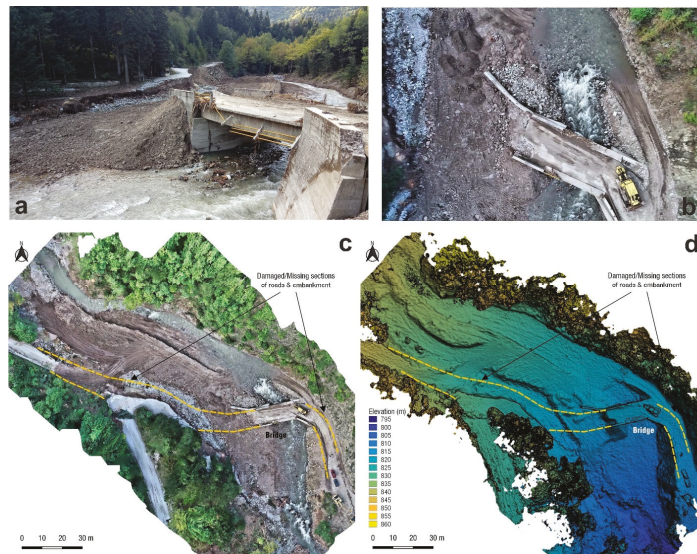 a
b
c
Damaged/Missing sections
of roads & embankment
Bridge
0 10 20 30 m
d
Damaged/Missing sections
of roads & embankment
Elevation (m)
795
800
805
810
815
820
825
830
835
840
845
850
855
860
Bridge
0 10 20 30 m